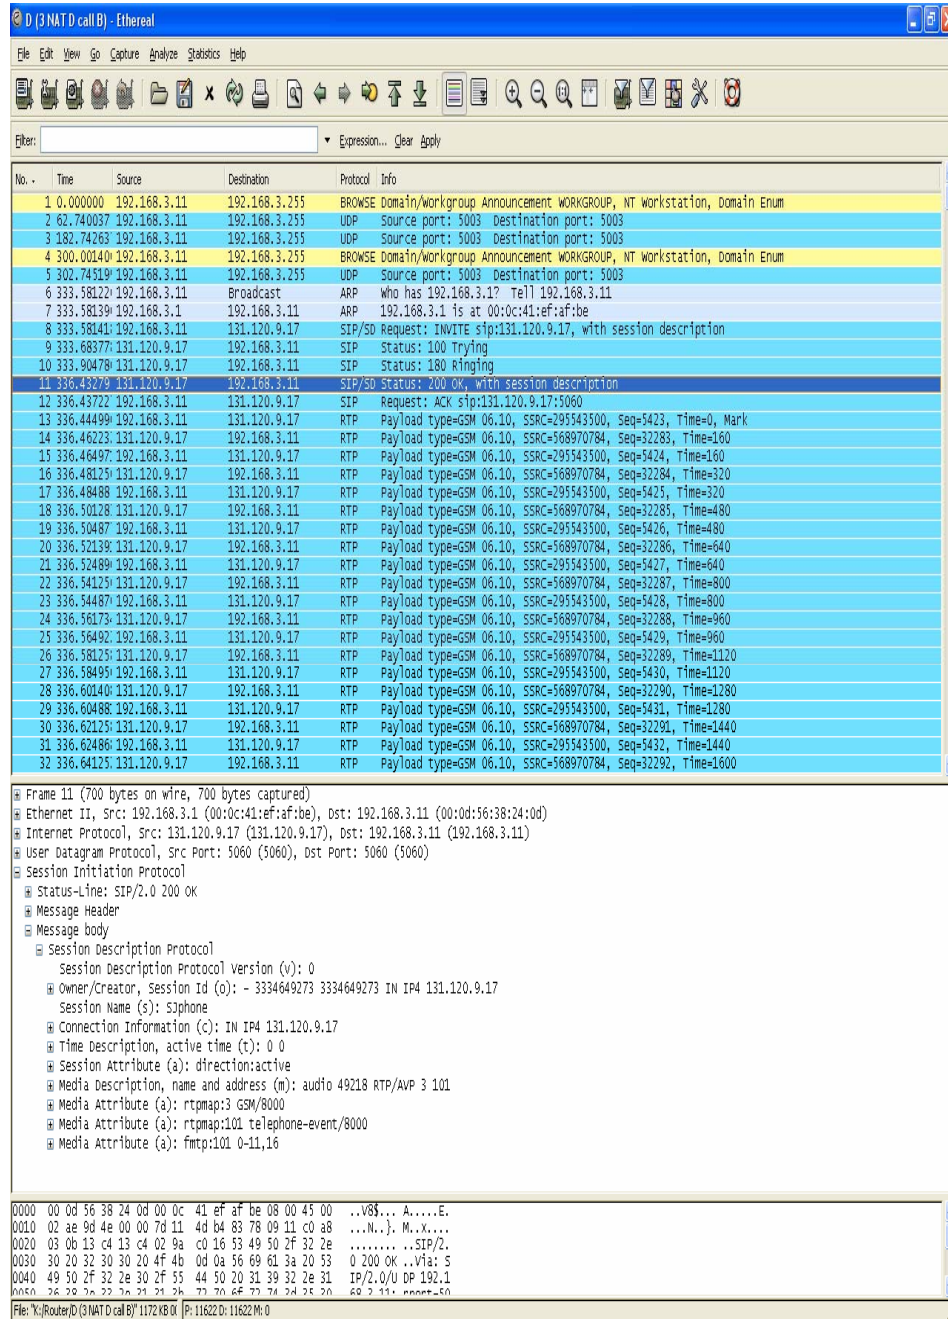 D (3 NAT D call B) - Ethereal
File Edit View Go Capture Analyze Statistics Help
Filter: Expression... Clear Apply
No. - Time Source Destination Protocol Info
1 0.000000 192.168.3.11 192.168.3.255 BROWSE Domain/Workgroup Announcement WORKGROUP, NT Workstation, Domain Enum
2 62.740037 192.168.3.11 192.168.3.255 UDP Source port: 5003 Destination port: 5003
3 182.74263 192.168.3.11 192.168.3.255 UDP Source port: 5003 Destination port: 5003
4 300.00140 192.168.3.11 192.168.3.255 BROWSE Domain/Workgroup Announcement WORKGROUP, NT Workstation, Domain Enum
5 302.74519 192.168.3.11 192.168.3.255 UDP Source port: 5003 Destination port: 5003
6 333.58122 192.168.3.11 Broadcast ARP Who has 192.168.3.1? Tell 192.168.3.11
7 333.58139 192.168.3.1 192.168.3.11 ARP 192.168.3.1 is at 00:0c:41:ef:af:be
8 333.58141 192.168.3.11 131.120.9.17 SIP/SD Request: INVITE sip:131.120.9.17, with session description
9 333.68377 131.120.9.17 192.168.3.11 SIP Status: 100 Trying
10 333.90478 131.120.9.17 192.168.3.11 SIP Status: 180 Ringing
11 336.43279 131.120.9.17 192.168.3.11 SIP/SD Status: 200 OK, with session description
12 336.43722 192.168.3.11 131.120.9.17 SIP Request: ACK sip:131.120.9.17:5060
13 336.44499 192.168.3.11 131.120.9.17 RTP Payload type=GSM 06.10, SSRC=295543500, Seq=5423, Time=0, Mark
14 336.46223 131.120.9.17 192.168.3.11 RTP Payload type=GSM 06.10, SSRC=568970784, Seq=32283, Time=160
15 336.46497 192.168.3.11 131.120.9.17 RTP Payload type=GSM 06.10, SSRC=295543500, Seq=5424, Time=160
16 336.48125 131.120.9.17 192.168.3.11 RTP Payload type=GSM 06.10, SSRC=568970784, Seq=32284, Time=320
17 336.48488 192.168.3.11 131.120.9.17 RTP Payload type=GSM 06.10, SSRC=295543500, Seq=5425, Time=320
18 336.50128 131.120.9.17 192.168.3.11 RTP Payload type=GSM 06.10, SSRC=568970784, Seq=32285, Time=480
19 336.50487 192.168.3.11 131.120.9.17 RTP Payload type=GSM 06.10, SSRC=295543500, Seq=5426, Time=480
20 336.52139 131.120.9.17 192.168.3.11 RTP Payload type=GSM 06.10, SSRC=568970784, Seq=32286, Time=640
21 336.52489 192.168.3.11 131.120.9.17 RTP Payload type=GSM 06.10, SSRC=295543500, Seq=5427, Time=640
22 336.54125 131.120.9.17 192.168.3.11 RTP Payload type=GSM 06.10, SSRC=568970784, Seq=32287, Time=800
23 336.54487 192.168.3.11 131.120.9.17 RTP Payload type=GSM 06.10, SSRC=295543500, Seq=5428, Time=800
24 336.56173 131.120.9.17 192.168.3.11 RTP Payload type=GSM 06.10, SSRC=568970784, Seq=32288, Time=960
25 336.56492 192.168.3.11 131.120.9.17 RTP Payload type=GSM 06.10, SSRC=295543500, Seq=5429, Time=960
26 336.58125 131.120.9.17 192.168.3.11 RTP Payload type=GSM 06.10, SSRC=568970784, Seq=32289, Time=1120
27 336.58495 192.168.3.11 131.120.9.17 RTP Payload type=GSM 06.10, SSRC=295543500, Seq=5430, Time=1120
28 336.60140 131.120.9.17 192.168.3.11 RTP Payload type=GSM 06.10, SSRC=568970784, Seq=32290, Time=1280
29 336.60488 192.168.3.11 131.120.9.17 RTP Payload type=GSM 06.10, SSRC=295543500, Seq=5431, Time=1280
30 336.62125 131.120.9.17 192.168.3.11 RTP Payload type=GSM 06.10, SSRC=568970784, Seq=32291, Time=1440
31 336.62486 192.168.3.11 131.120.9.17 RTP Payload type=GSM 06.10, SSRC=295543500, Seq=5432, Time=1440
32 336.64125 131.120.9.17 192.168.3.11 RTP Payload type=GSM 06.10, SSRC=568970784, Seq=32292, Time=1600
Frame 11 (700 bytes on wire, 700 bytes captured)
Ethernet II, Src: 192.168.3.1 (00:0c:41:ef:af:be), Dst: 192.168.3.11 (00:0d:56:38:24:0d)
Internet Protocol, Src: 131.120.9.17 (131.120.9.17), Dst: 192.168.3.11 (192.168.3.11)
User Datagram Protocol, Src Port: 5060 (5060), Dst Port: 5060 (5060)
Session Initiation Protocol
Status-Line: SIP/2.0 200 OK
Message Header
Message body
Session Description Protocol
Session Description Protocol Version (v): 0
Owner/Creator, Session Id (o): - 3334649273 3334649273 IN IP4 131.120.9.17
Session Name (s): SJphone
Connection Information (c): IN IP4 131.120.9.17
Time Description, active time (t): 0 0
Session Attribute (a): direction:active
Media Description, name and address (m): audio 49218 RTP/AVP 3 101
Media Attribute (a): rtpmap:3 GSM/8000
Media Attribute (a): rtpmap:101 telephone-event/8000
Media Attribute (a): fmtp:101 0-11,16
0000 00 0d 56 38 24 0d 00 0c 41 ef af be 08 00 45 00 ..V8$... A.....E.
0010 02 ae 9d 4e 00 00 7d 11 4d b4 83 78 09 11 c0 a8 ...N..}. M..x....
0020 03 0b 13 c4 13 c4 02 9a c0 16 53 49 50 2f 32 2e ........ ..SIP/2.
0030 30 20 32 30 30 20 4f 4b 0d 0a 56 69 61 3a 20 53 0 200 OK ..Via: S
0040 49 50 2f 32 2e 30 2f 55 44 50 20 31 39 32 2e 31 IP/2.0/U DP 192.1
File: "K:/Router/D (3 NAT D call B)" 1172 KB 0( P: 11622 D: 11622 M: 0